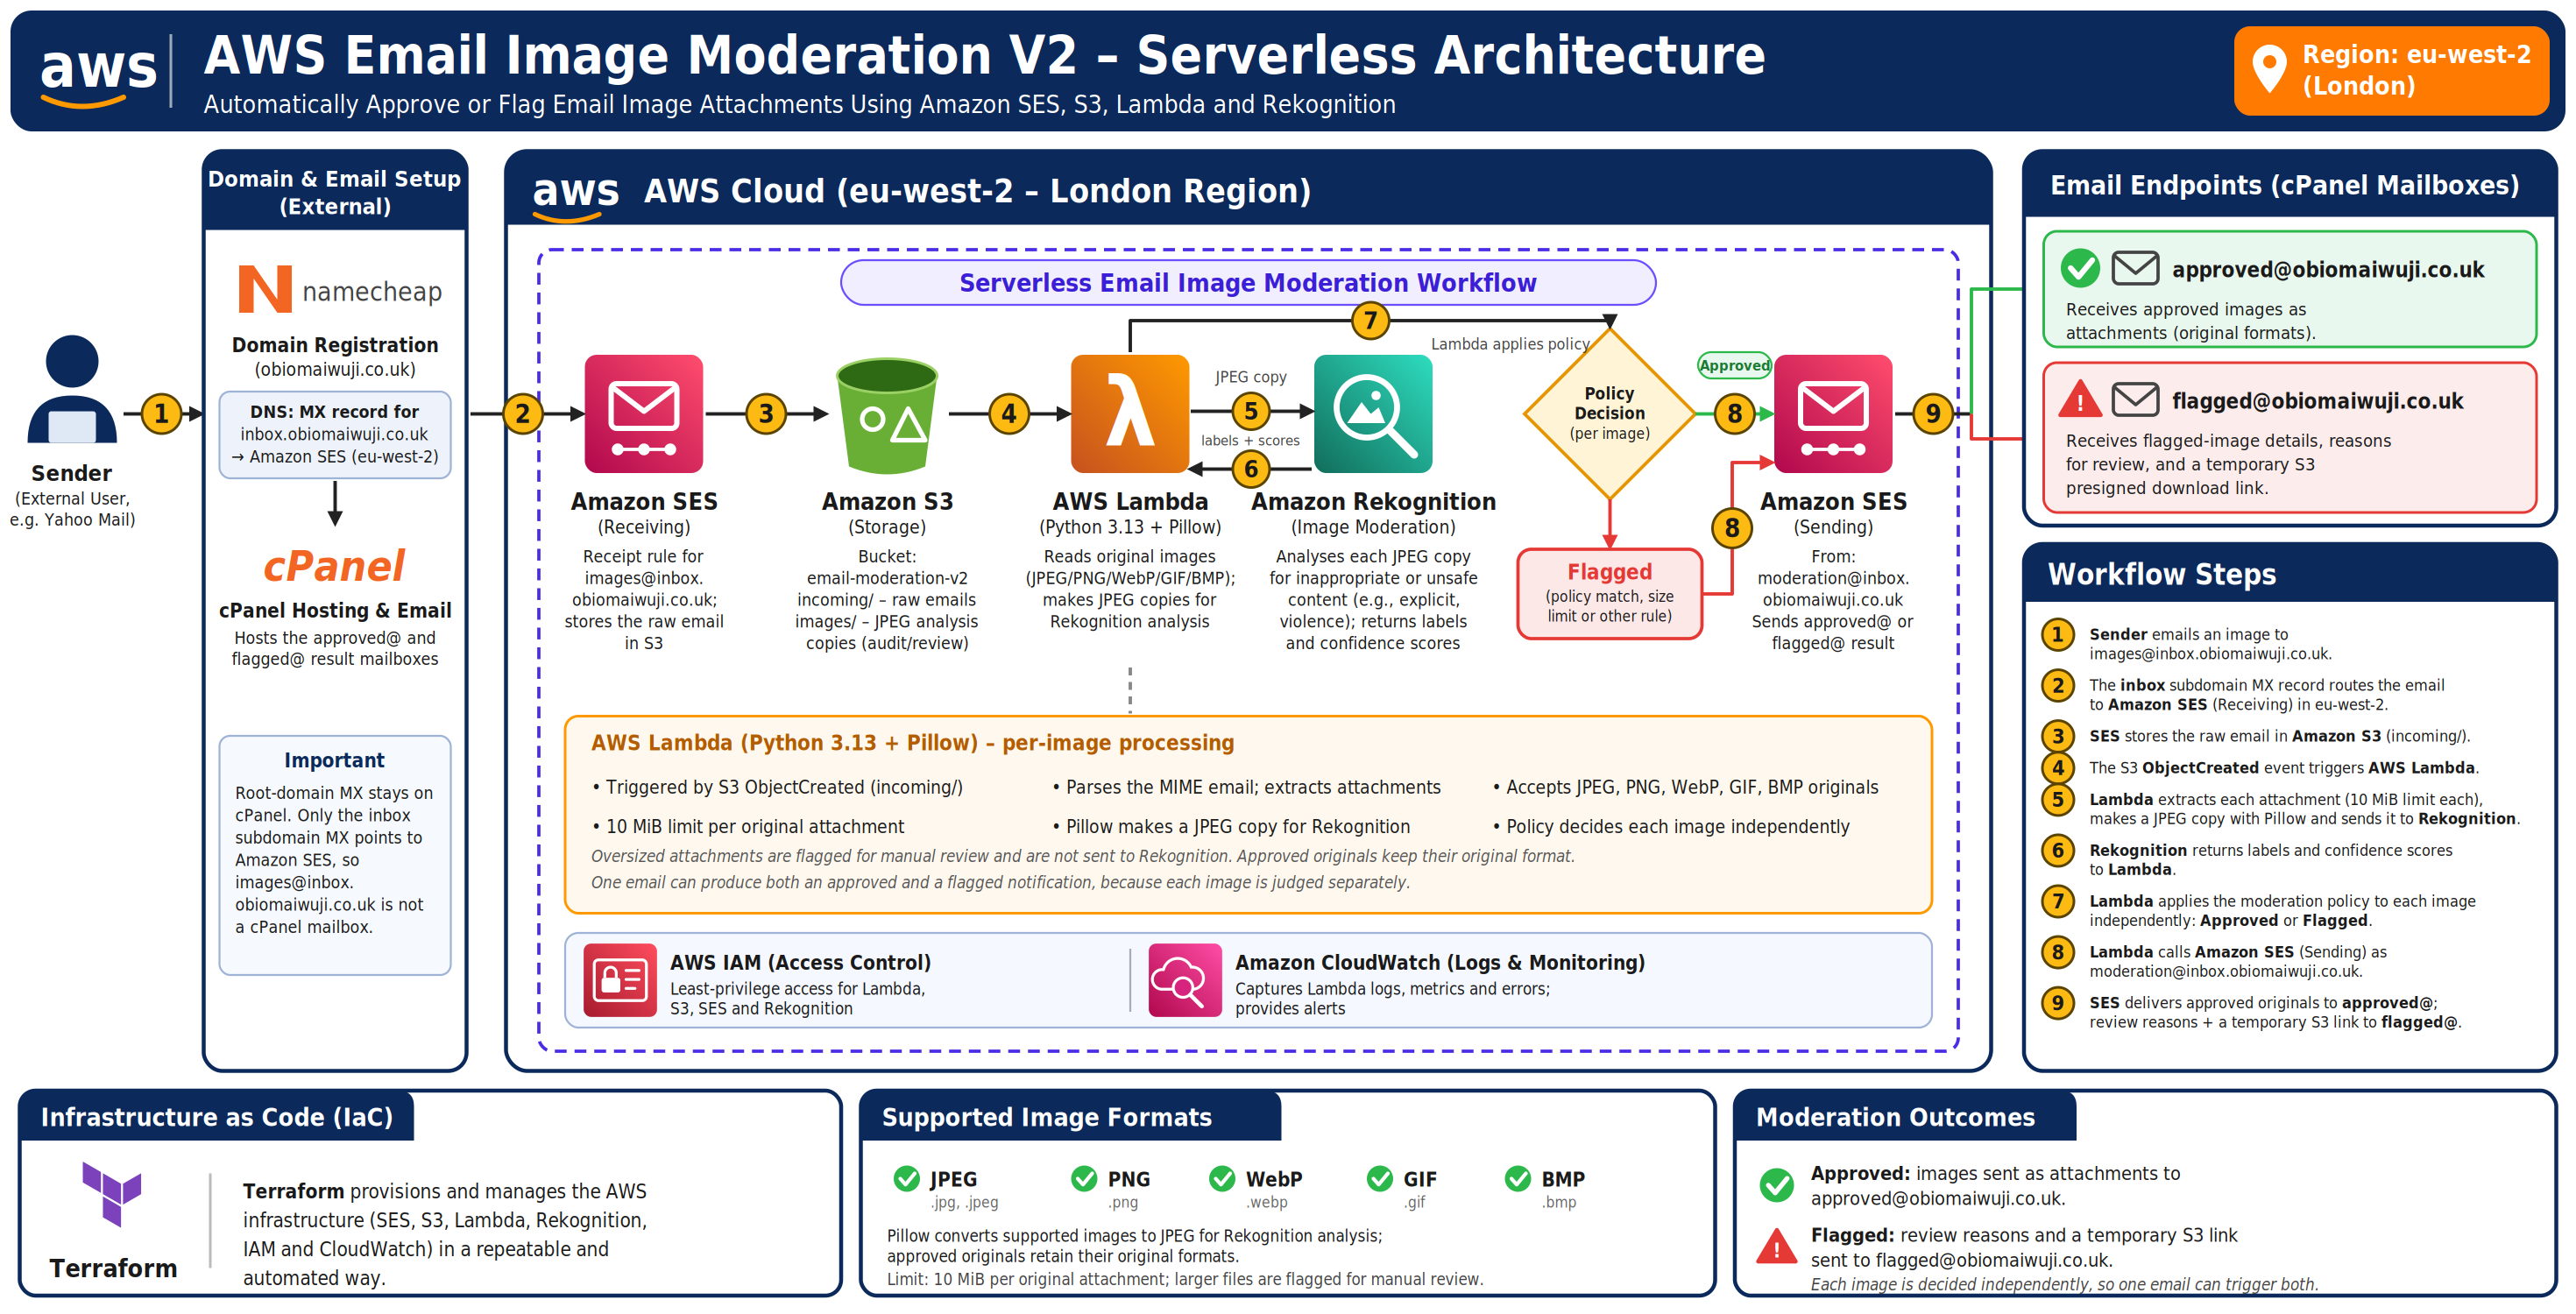 aws
AWS Email Image Moderation V2 – Serverless Architecture
Automatically Approve or Flag Email Image Attachments Using Amazon SES, S3, Lambda and Rekognition
Region: eu-west-2
(London)
Sender
(External User,
e.g. Yahoo Mail)
1
Domain & Email Setup
(External)
namecheap
Domain Registration
(obiomaiwuji.co.uk)
DNS: MX record for
inbox.obiomaiwuji.co.uk
→ Amazon SES (eu-west-2)
cPanel
cPanel Hosting & Email
Hosts the approved@ and
flagged@ result mailboxes
Important
Root-domain MX stays on
cPanel. Only the inbox
subdomain MX points to
Amazon SES, so
images@inbox.
obiomaiwuji.co.uk is not
a cPanel mailbox.
aws
AWS Cloud (eu-west-2 – London Region)
Serverless Email Image Moderation Workflow
2
Amazon SES
(Receiving)
Receipt rule for
images@inbox.
obiomaiwuji.co.uk;
stores the raw email
in S3
3
Amazon S3
(Storage)
Bucket:
email-moderation-v2
incoming/ – raw emails
images/ – JPEG analysis
copies (audit/review)
4
λ
AWS Lambda
(Python 3.13 + Pillow)
Reads original images
(JPEG/PNG/WebP/GIF/BMP);
makes JPEG copies for
Rekognition analysis
JPEG copy
5
labels + scores
6
Amazon Rekognition
(Image Moderation)
Analyses each JPEG copy
for inappropriate or unsafe
content (e.g., explicit,
violence); returns labels
and confidence scores
7
Lambda applies policy
Policy
Decision
(per image)
Approved
8
Flagged
(policy match, size
limit or other rule)
8
Amazon SES
(Sending)
From:
moderation@inbox.
obiomaiwuji.co.uk
Sends approved@ or
flagged@ result
9
AWS Lambda (Python 3.13 + Pillow) – per-image processing
• Triggered by S3 ObjectCreated (incoming/)
• Parses the MIME email; extracts attachments
• Accepts JPEG, PNG, WebP, GIF, BMP originals
• 10 MiB limit per original attachment
• Pillow makes a JPEG copy for Rekognition
• Policy decides each image independently
Oversized attachments are flagged for manual review and are not sent to Rekognition. Approved originals keep their original format.
One email can produce both an approved and a flagged notification, because each image is judged separately.
AWS IAM (Access Control)
Least-privilege access for Lambda,
S3, SES and Rekognition
Amazon CloudWatch (Logs & Monitoring)
Captures Lambda logs, metrics and errors;
provides alerts
Email Endpoints (cPanel Mailboxes)
approved@obiomaiwuji.co.uk
Receives approved images as
attachments (original formats).
!
flagged@obiomaiwuji.co.uk
Receives flagged-image details, reasons
for review, and a temporary S3
presigned download link.
Workflow Steps
1 Sender emails an image to
images@inbox.obiomaiwuji.co.uk.
2 The inbox subdomain MX record routes the email
to Amazon SES (Receiving) in eu-west-2.
3 SES stores the raw email in Amazon S3 (incoming/).
4 The S3 ObjectCreated event triggers AWS Lambda.
5 Lambda extracts each attachment (10 MiB limit each),
makes a JPEG copy with Pillow and sends it to Rekognition.
6 Rekognition returns labels and confidence scores
to Lambda.
7 Lambda applies the moderation policy to each image
independently: Approved or Flagged.
8 Lambda calls Amazon SES (Sending) as
moderation@inbox.obiomaiwuji.co.uk.
9 SES delivers approved originals to approved@;
review reasons + a temporary S3 link to flagged@.
Infrastructure as Code (IaC)
Terraform
Terraform provisions and manages the AWS
infrastructure (SES, S3, Lambda, Rekognition,
IAM and CloudWatch) in a repeatable and
automated way.
Supported Image Formats
JPEG
.jpg, .jpeg
PNG
.png
WebP
.webp
GIF
.gif
BMP
.bmp
Pillow converts supported images to JPEG for Rekognition analysis;
approved originals retain their original formats.
Limit: 10 MiB per original attachment; larger files are flagged for manual review.
Moderation Outcomes
Approved: images sent as attachments to
approved@obiomaiwuji.co.uk.
!
Flagged: review reasons and a temporary S3 link
sent to flagged@obiomaiwuji.co.uk.
Each image is decided independently, so one email can trigger both.